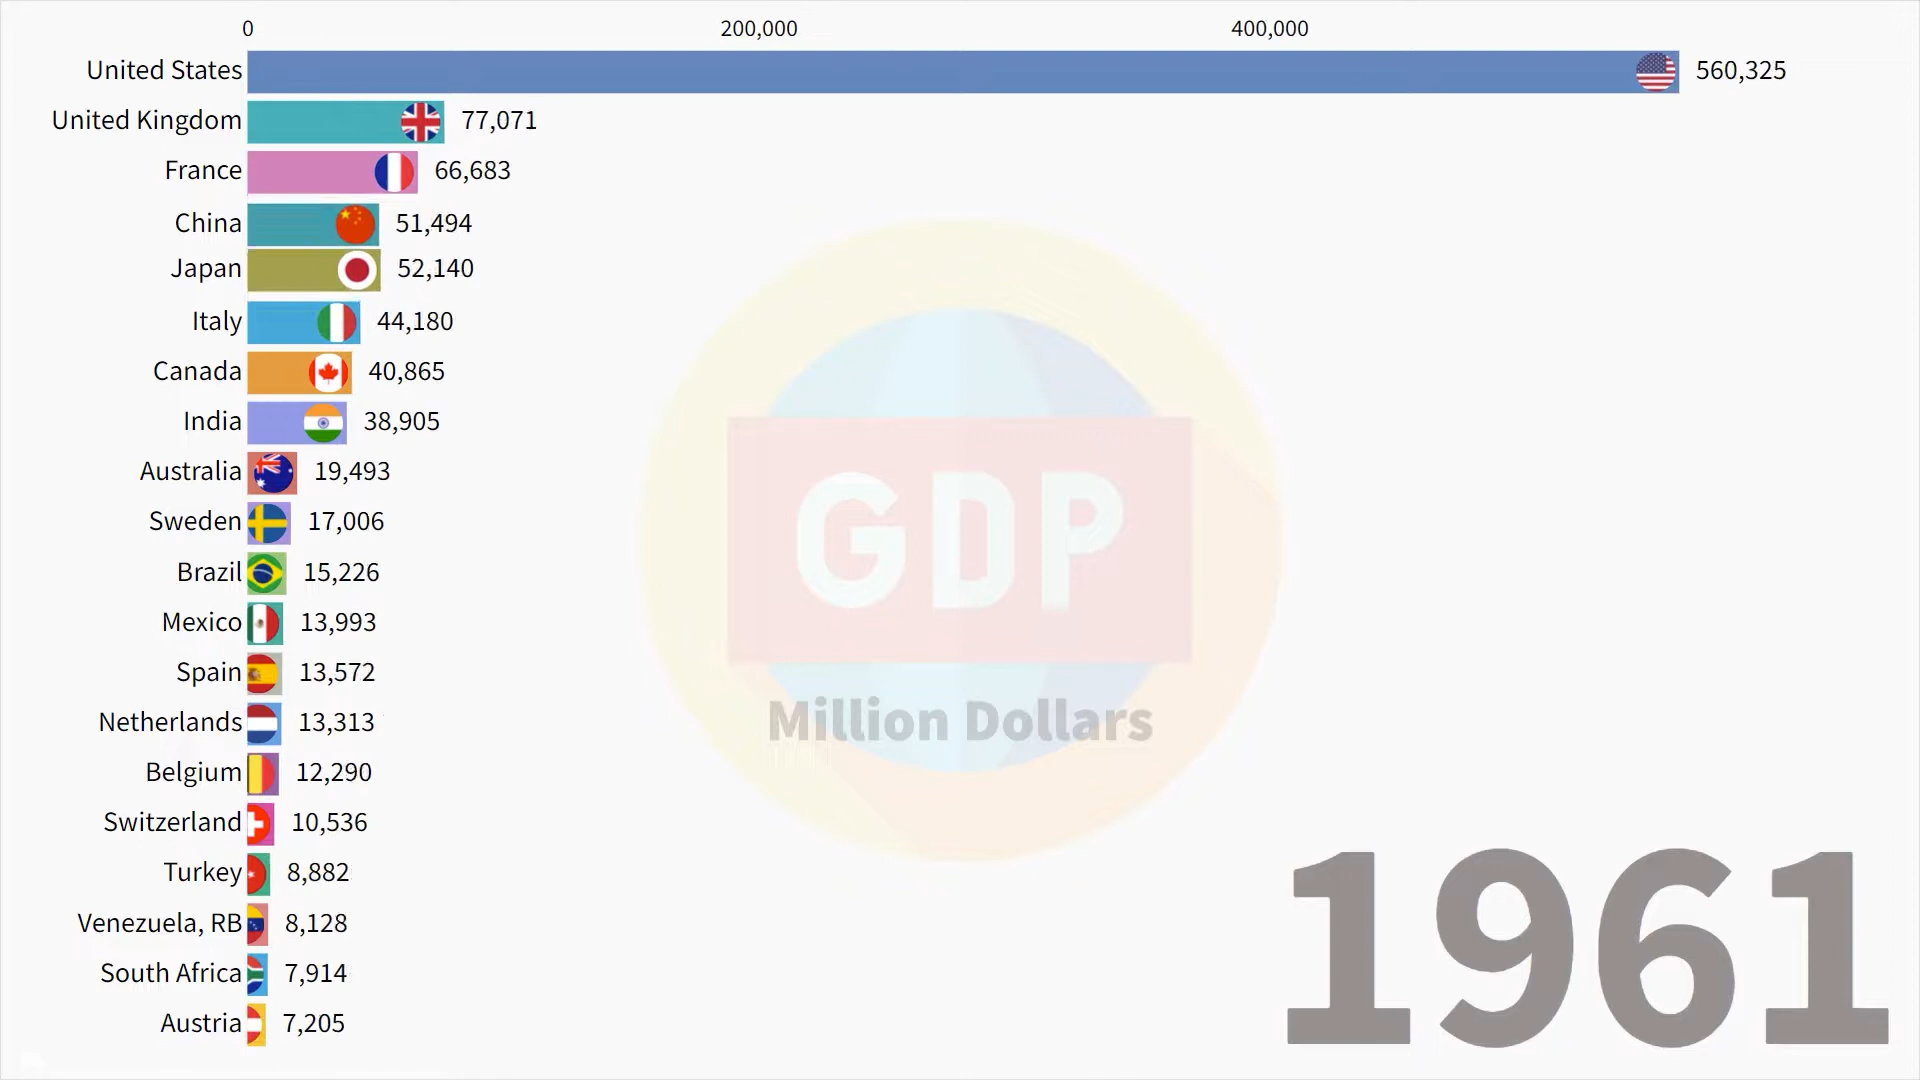 0 200,000 400,000
United States 560,325
United Kingdom 77,071
France 66,683
China 51,494
Japan 52,140
Italy 44,180
Canada 40,865
India 38,905
Australia 19,493
Sweden 17,006
Brazil 15,226
Mexico 13,993
Spain 13,572
Netherlands 13,313
Belgium 12,290
Switzerland 10,536
Turkey 8,882
Venezuela, RB 8,128
South Africa 7,914
Austria 7,205
GDP
Million Dollars
1961